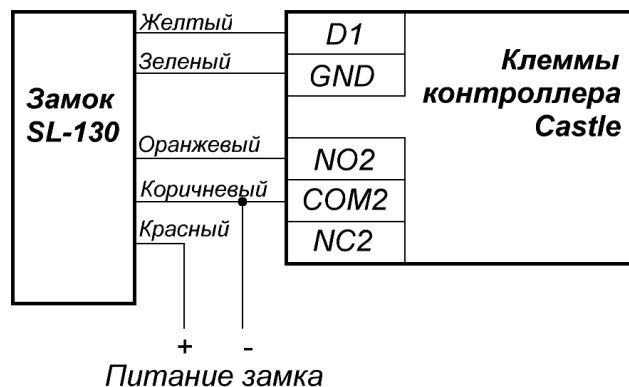 Замок
SL-130
Желтый
Зеленый
Оранжевый
Коричневый
Красный
D1
GND
NO2
COM2
NC2
Клеммы
контроллера
Castle
+ -
Питание замка